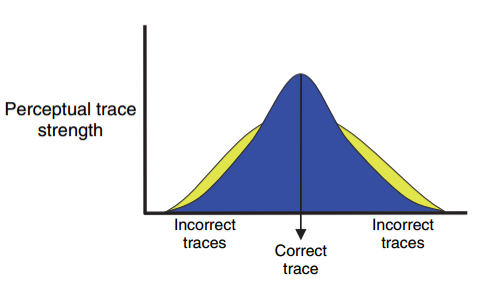 Perceptual trace
strength
Incorrect
traces
Correct
trace
Incorrect
traces